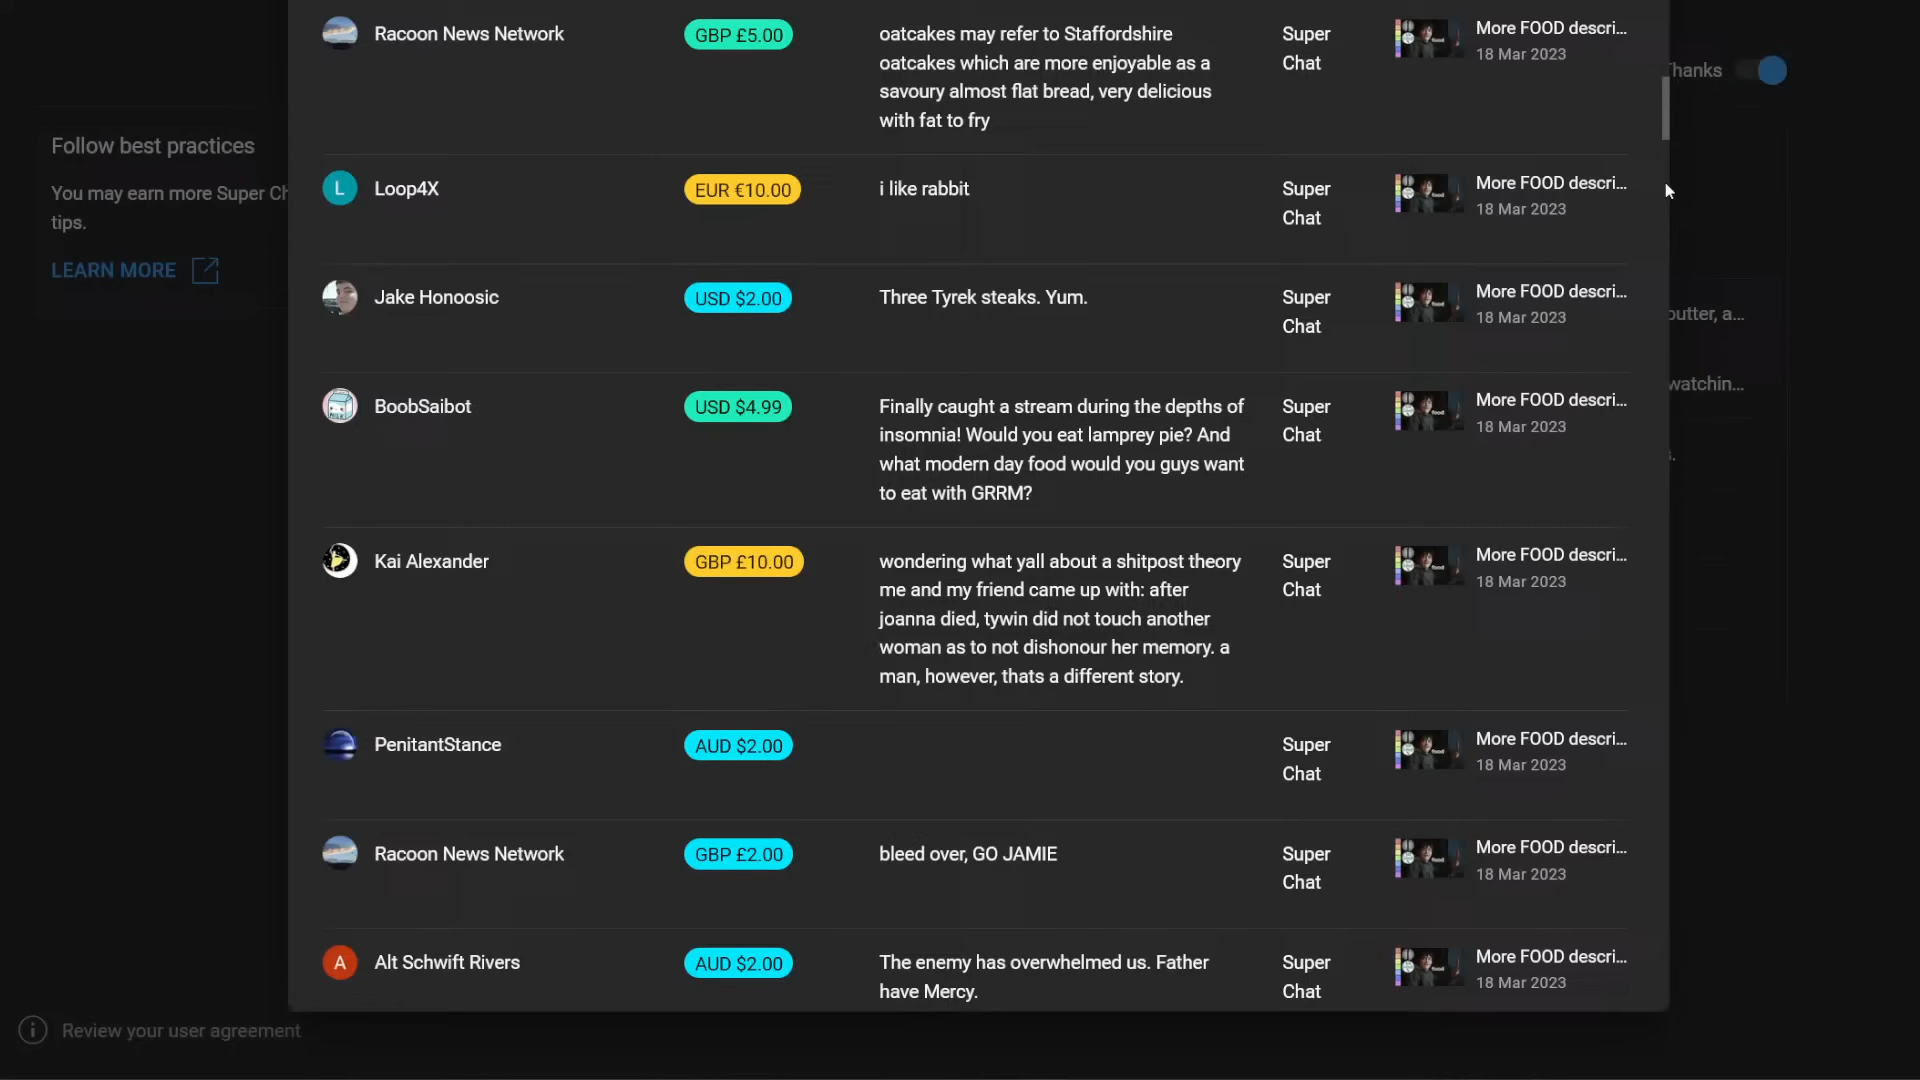 Racoon News Network
GBP £5.00
oatcakes may refer to Staffordshire
oatcakes which are more enjoyable as a
savoury almost flat bread, very delicious
with fat to fry
Super
Chat
More FOOD descri...
18 Mar 2023
Thanks
Follow best practices
You may earn more Super Ch
tips.
LEARN MORE
L
Loop4X
EUR €10.00
i like rabbit
Super
Chat
More FOOD descri...
18 Mar 2023
Jake Honoosic
USD $2.00
Three Tyrek steaks. Yum.
Super
Chat
More FOOD descri...
18 Mar 2023
utter, a...
watchin...
BoobSaibot
USD $4.99
Finally caught a stream during the depths of
insomnia! Would you eat lamprey pie? And
what modern day food would you guys want
to eat with GRRM?
Super
Chat
More FOOD descri...
18 Mar 2023
s.
Kai Alexander
GBP £10.00
wondering what yall about a shitpost theory
me and my friend came up with: after
joanna died, tywin did not touch another
woman as to not dishonour her memory. a
man, however, thats a different story.
Super
Chat
More FOOD descri...
18 Mar 2023
PenitantStance
AUD $2.00
Super
Chat
More FOOD descri...
18 Mar 2023
Racoon News Network
GBP £2.00
bleed over, GO JAMIE
Super
Chat
More FOOD descri...
18 Mar 2023
A
Alt Schwift Rivers
AUD $2.00
The enemy has overwhelmed us. Father
have Mercy.
Super
Chat
More FOOD descri...
18 Mar 2023
Review your user agreement